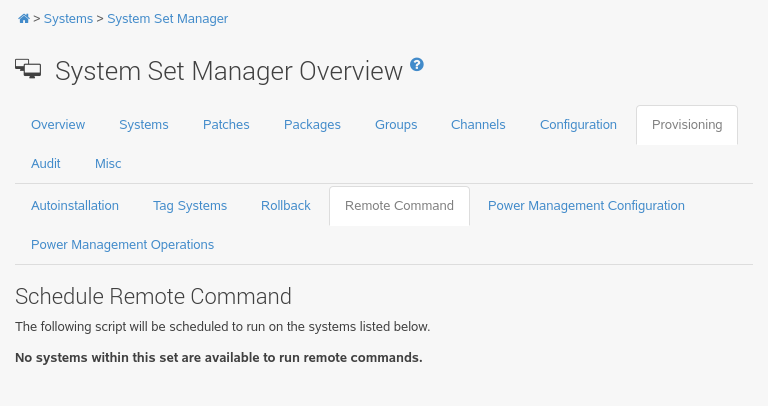 > Systems > System Set Manager
System Set Manager Overview ?
Overview Systems Patches Packages Groups Channels Configuration Provisioning
Audit Misc
Autoinstallation Tag Systems Rollback Remote Command Power Management Configuration
Power Management Operations
Schedule Remote Command
The following script will be scheduled to run on the systems listed below.
No systems within this set are available to run remote commands.